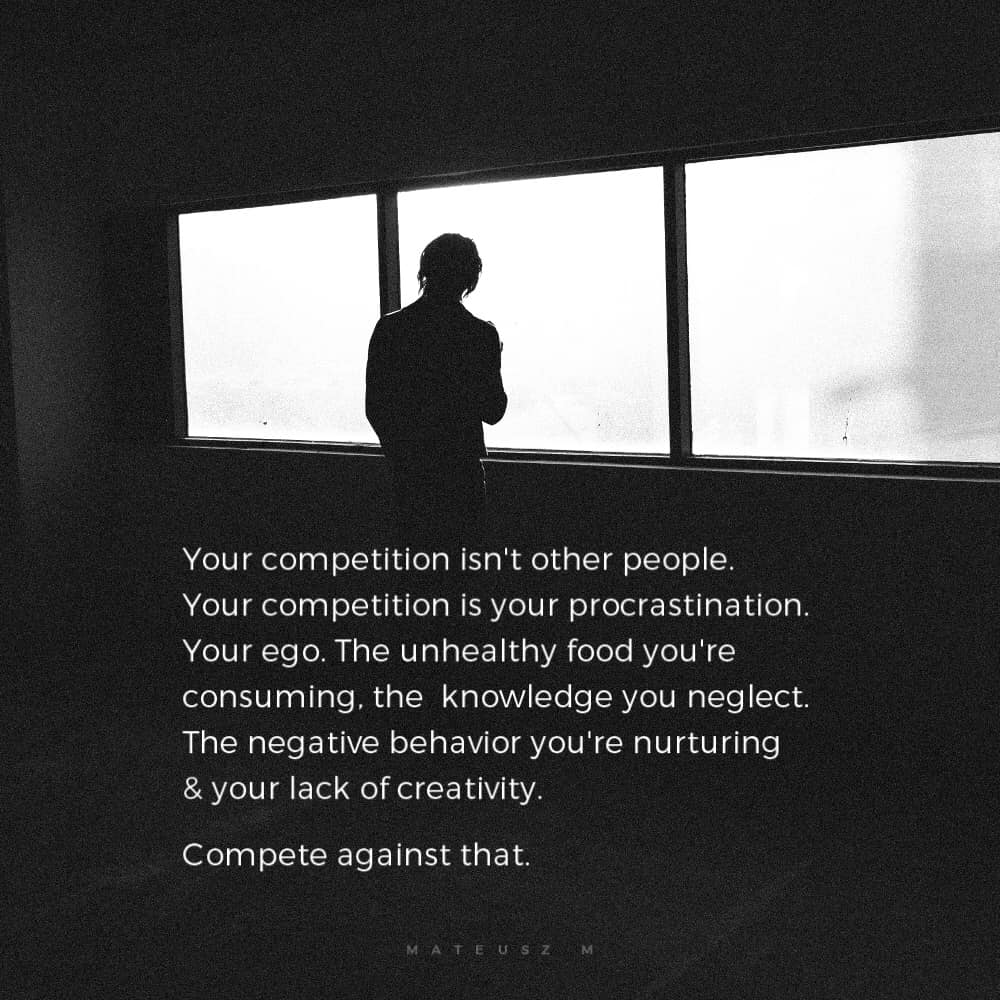 Your competition isn't other people.
Your competition is your procrastination.
Your ego. The unhealthy food you're
consuming, the  knowledge you neglect.
The negative behavior you're nurturing
& your lack of creativity.
Compete against that.
MATEUSZ M